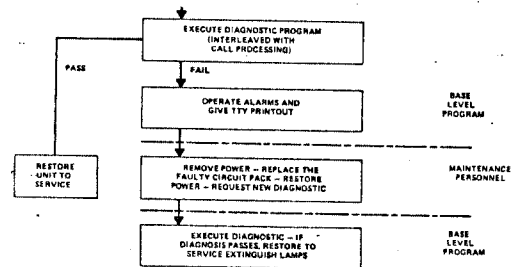 EXECUTE DIAGNOSTIC PROGRAM
(INTERLEAVED WITH
CALL PROCESSING)
PASS
FAIL
OPERATE ALARMS AND
GIVE TTY PRINTOUT
BASE
LEVEL
PROGRAM
RESTORE
UNIT TO
SERVICE
REMOVE POWER – REPLACE THE
FAULTY CIRCUIT PACK – RESTORE
POWER – REQUEST NEW DIAGNOSTIC
MAINTENANCE
PERSONNEL
EXECUTE DIAGNOSTIC – IF
DIAGNOSIS PASSES, RESTORE TO
SERVICE EXTINGUISH LAMPS
BASE
LEVEL
PROGRAM